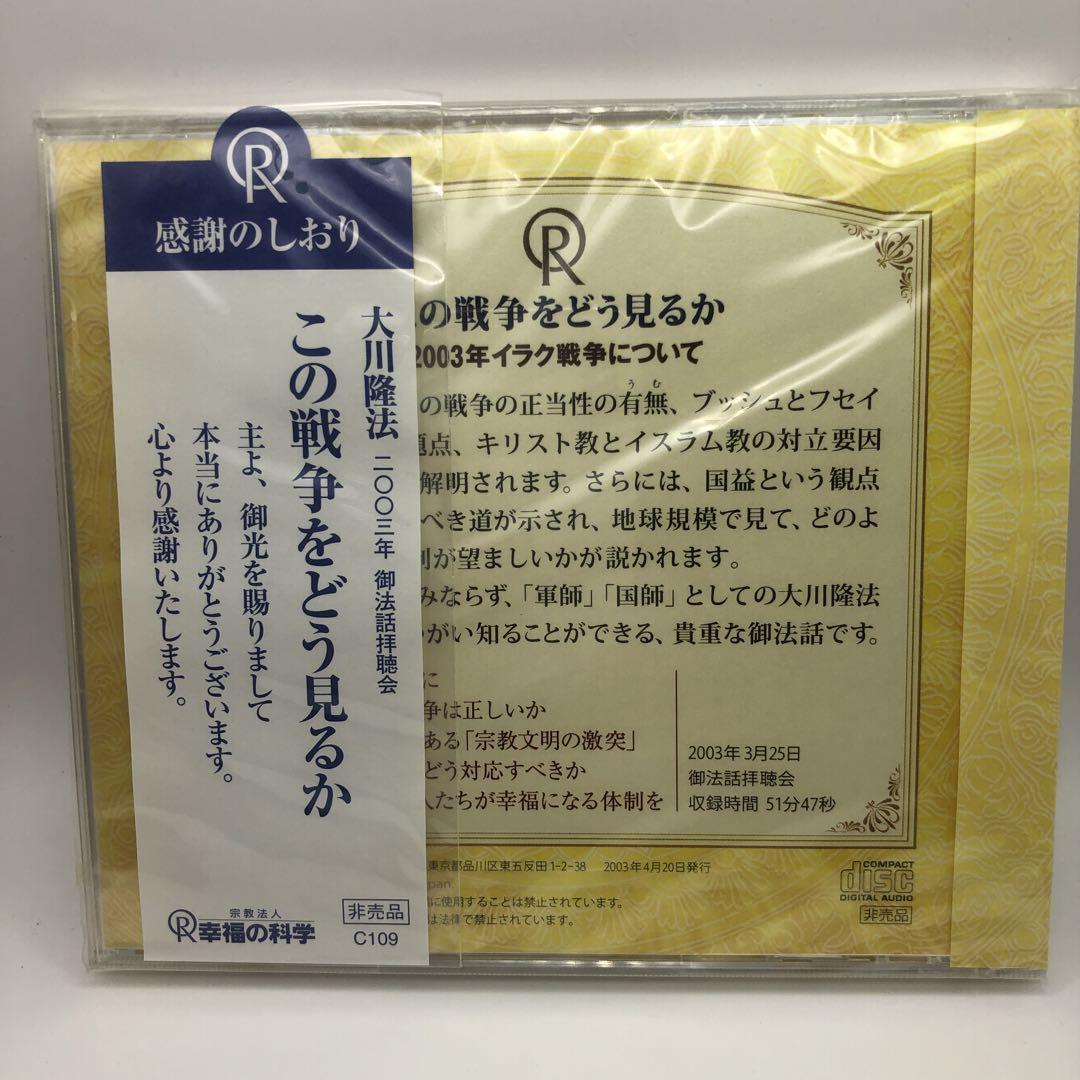 感謝のしおり
大川隆法 二〇〇三年 御法話拝聴会
この戦争をどう見るか
主よ、御光を賜りまして
本当にありがとうございます。
心より感謝いたします。
宗教法人
幸福の科学
非売品
C109
の戦争をどう見るか
2003年イラク戦争について
の戦争の正当性の有無、ブッシュとフセイ
うむ
点、キリスト教とイスラム教の対立要因
解明されます。さらには、国益という観点
べき道が示され、地球規模で見て、どのよ
が望ましいかが説かれます。
みならず、「軍師」「国師」としての大川隆法
がい知ることができる、貴重な御法話です。
に
争は正しいか
ある「宗教文明の激突」
どう対応すべきか
人たちが幸福になる体制を
2003年3月25日
御法話拝聴会
収録時間 51分47秒
東京都品川区東五反田1-2-38 2003年4月20日発行
pan.
に使用することは禁止されています。
は法律で禁止されています。
COMPACT
disc
DIGITAL AUDIO
非売品